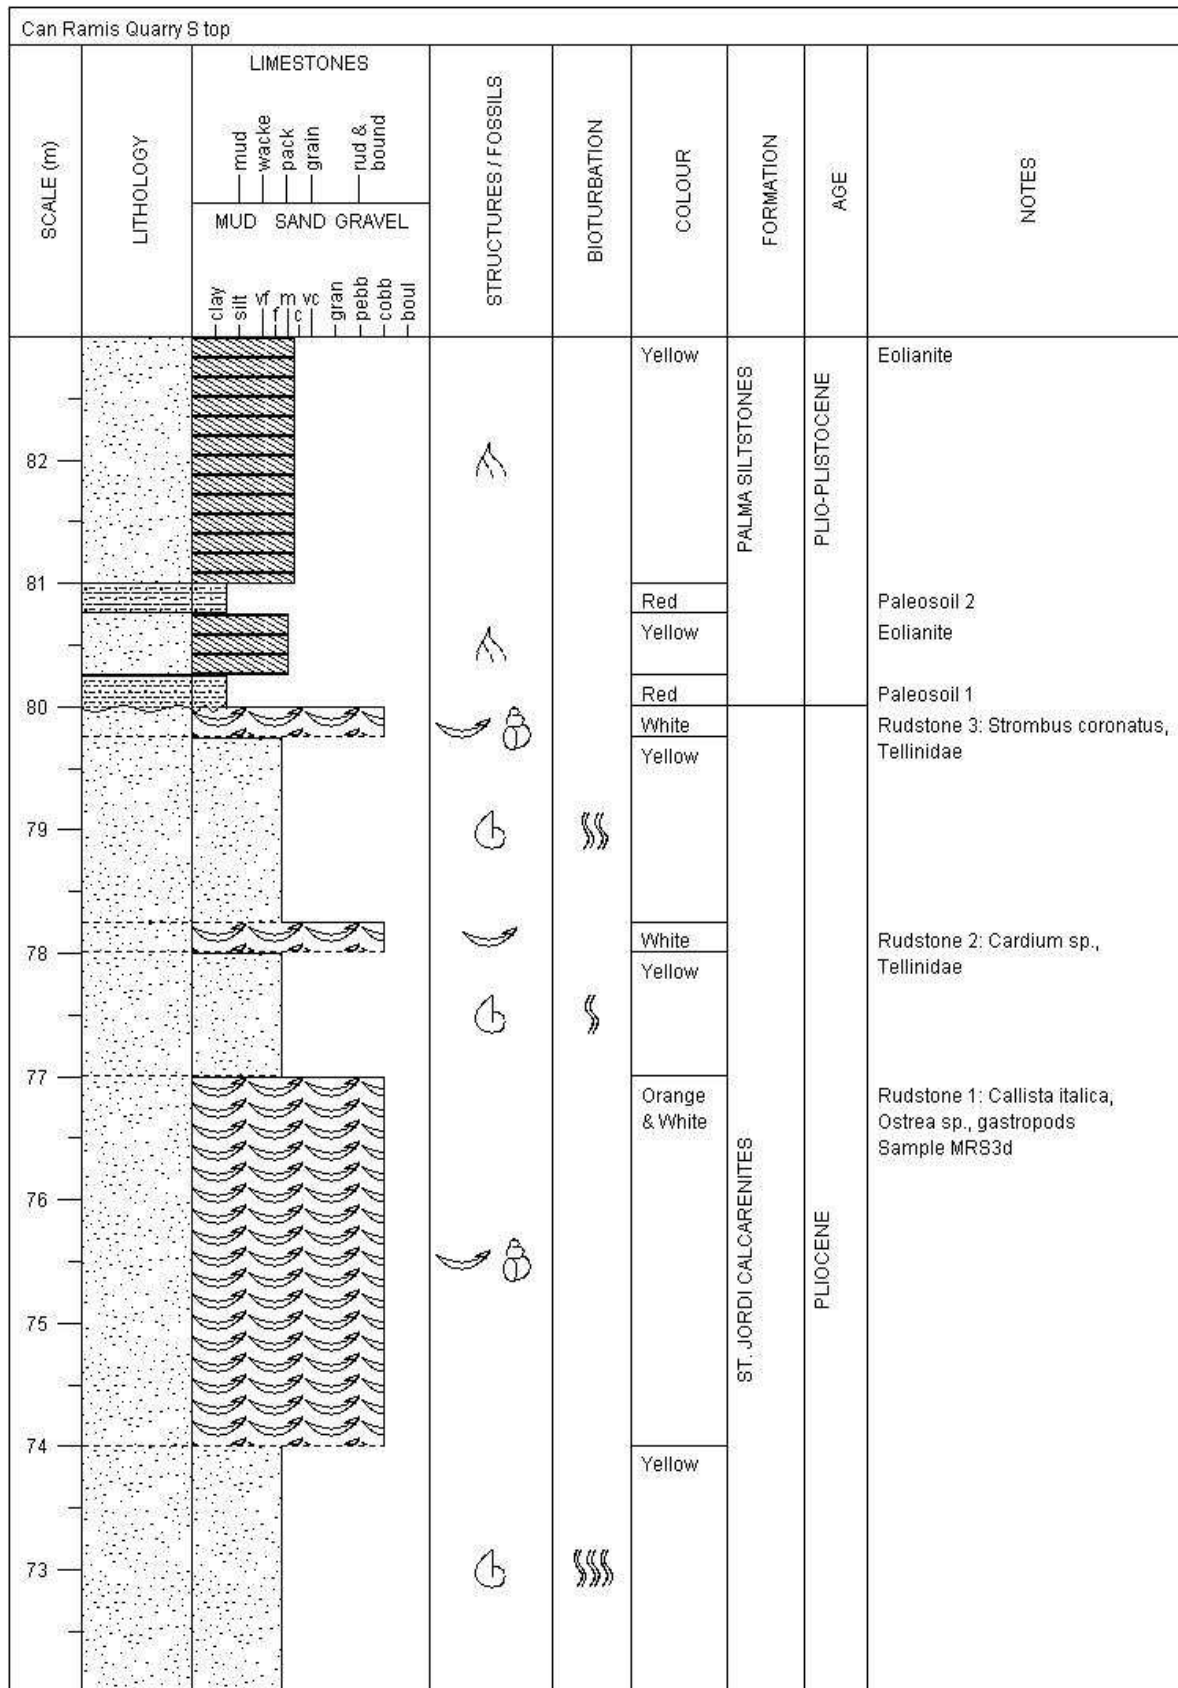 Can Ramis Quarry S top
SCALE (m)
LITHOLOGY
LIMESTONES
mud
wacke
pack
grain
rud &
bound
MUD SAND GRAVEL
clay
silt
vf
f
m
c
vc
gran
pebb
cobb
boul
STRUCTURES / FOSSILS
BIOTURBATION
COLOUR
FORMATION
AGE
NOTES
Yellow
Eolianite
PALMA SILTSTONES
PLIO-PLISTOCENE
82
81
Red
Paleosoil 2
Yellow
Eolianite
Red
Paleosoil 1
80
White
Rudstone 3: Strombus coronatus,
Tellinidae
Yellow
79
White
Rudstone 2: Cardium sp.,
Tellinidae
78
Yellow
77
Orange
& White
Rudstone 1: Callista italica,
Ostrea sp., gastropods
Sample MRS3d
76
ST. JORDI CALCARENITES
PLIOCENE
75
74
Yellow
73